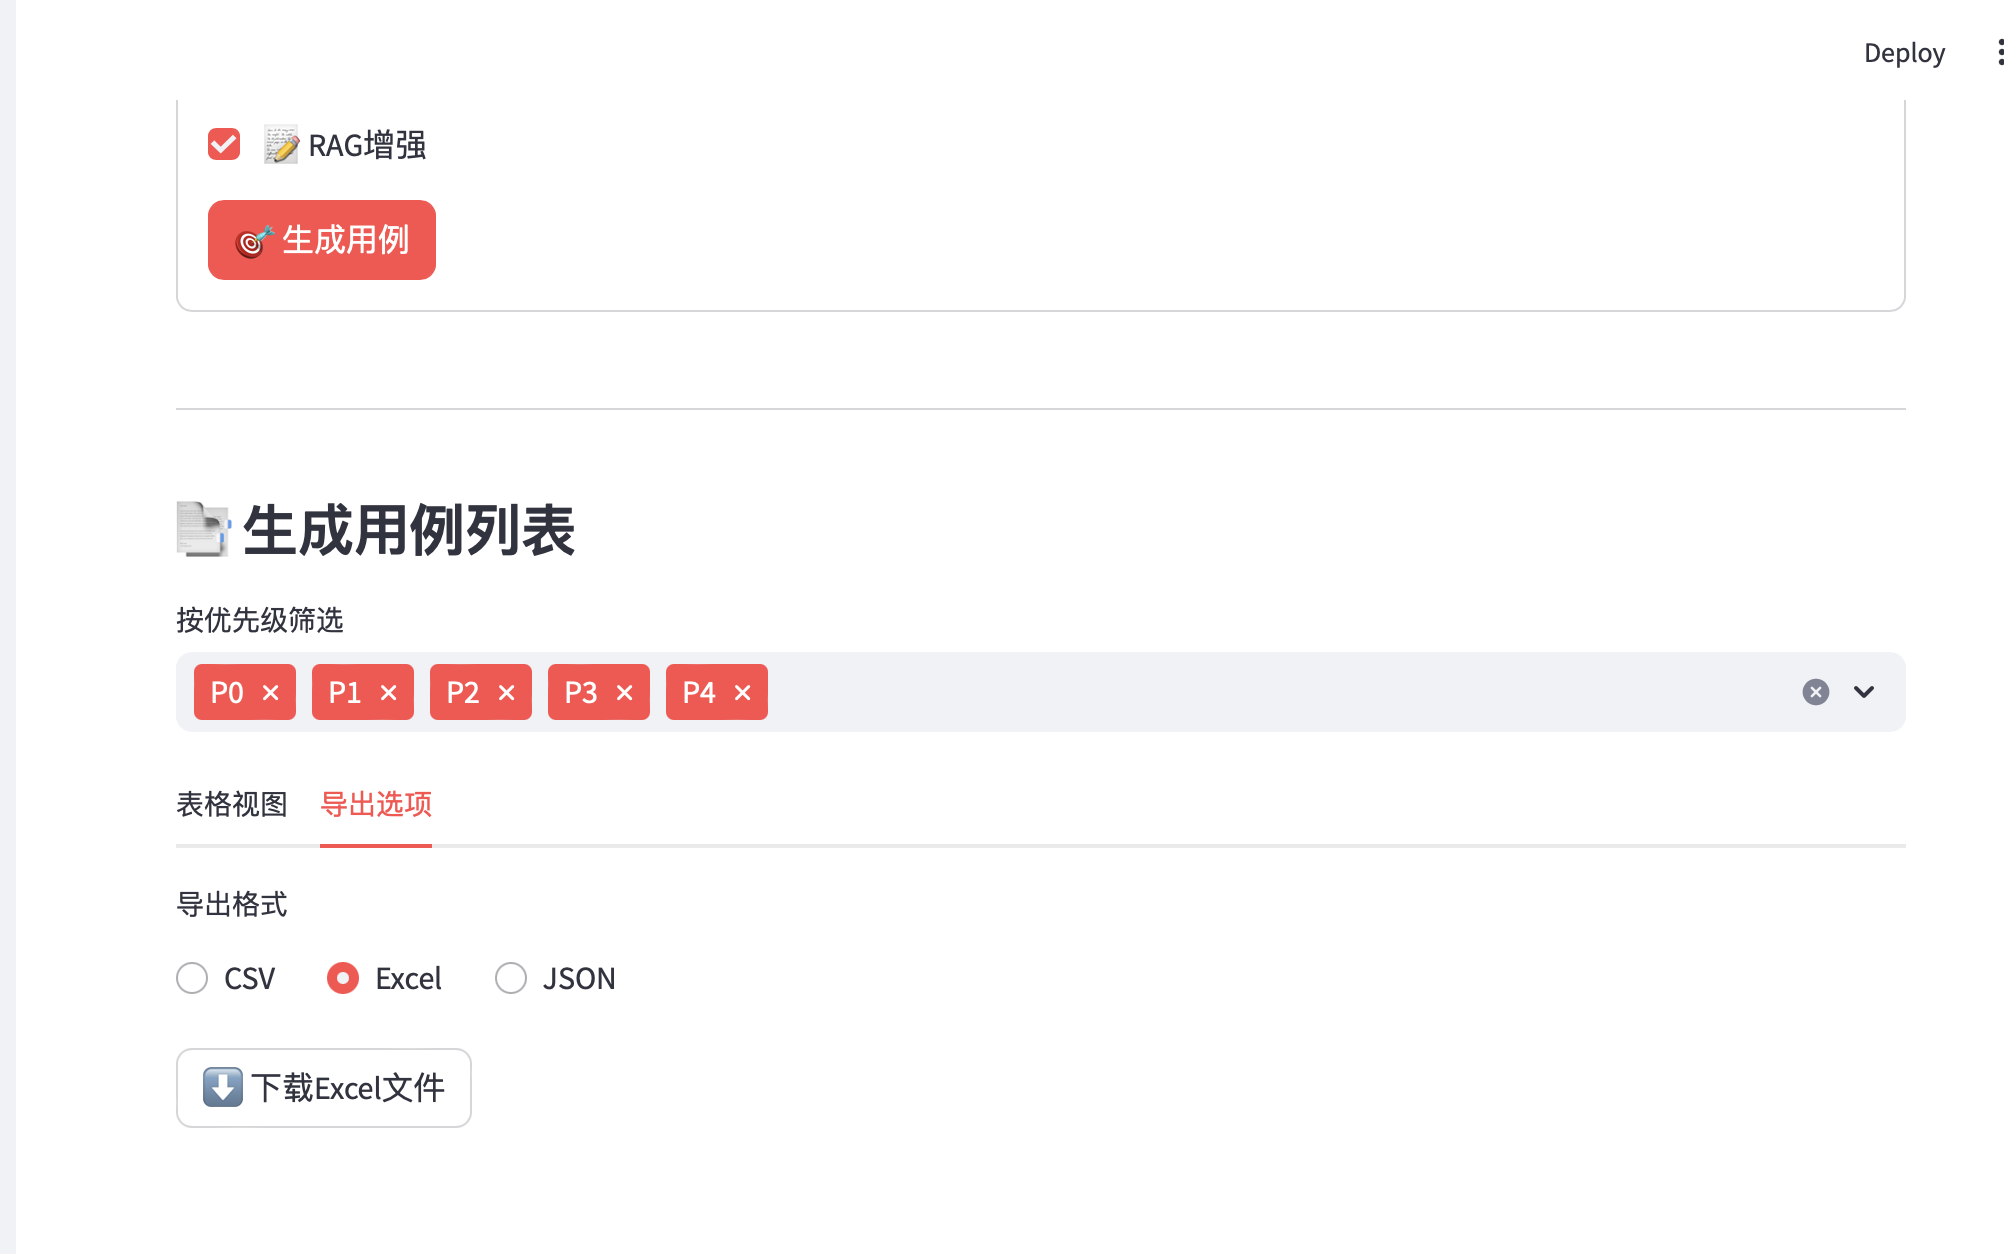 Deploy
RAG增强
生成用例
生成用例列表
按优先级筛选
P0 P1 P2 P3 P4
表格视图 导出选项
导出格式
CSV Excel JSON
下载Excel文件